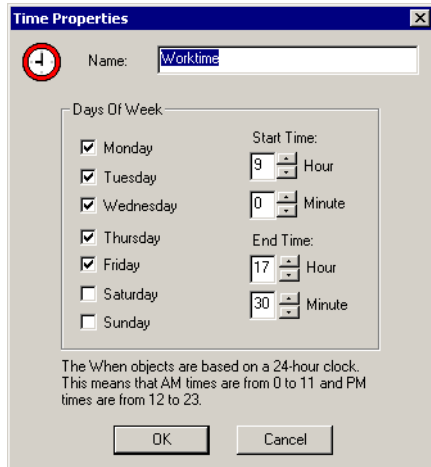 Time Properties
Name: Worktime
Days Of Week
Monday
Tuesday
Wednesday
Thursday
Friday
Saturday
Sunday
Start Time:
9 Hour
0 Minute
End Time:
17 Hour
30 Minute
The When objects are based on a 24-hour clock.
This means that AM times are from 0 to 11 and PM
times are from 12 to 23.
OK Cancel